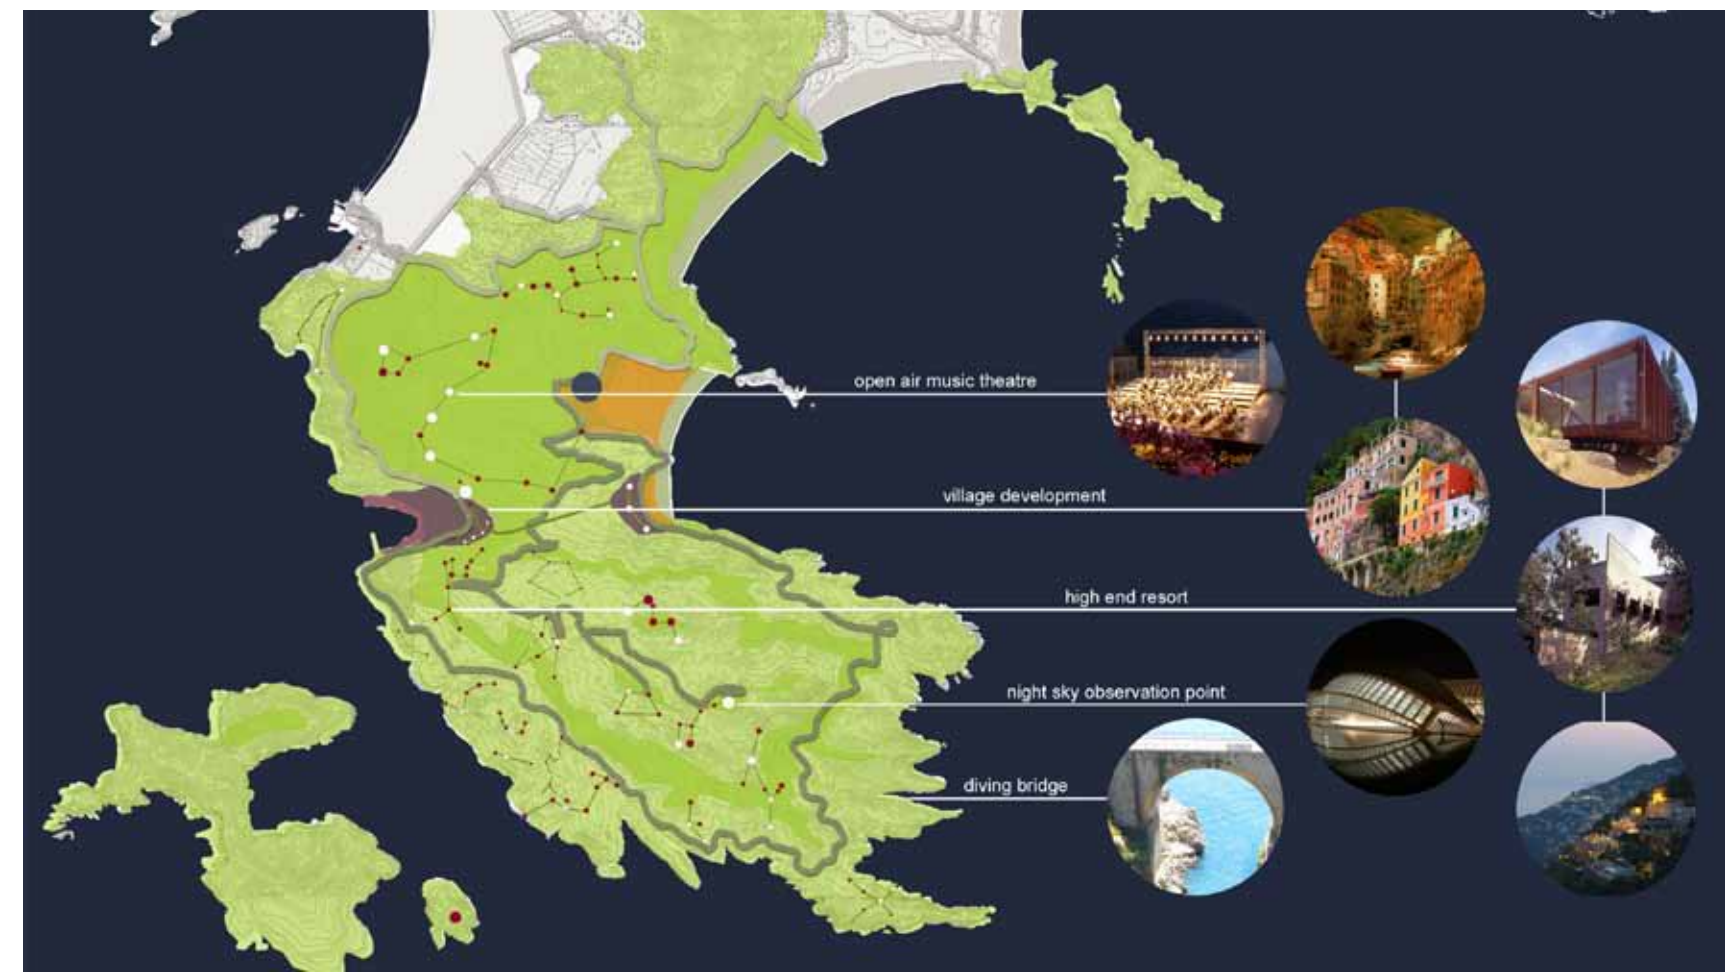 open air music theatre
village development
high end resort
night sky observation point
diving bridge